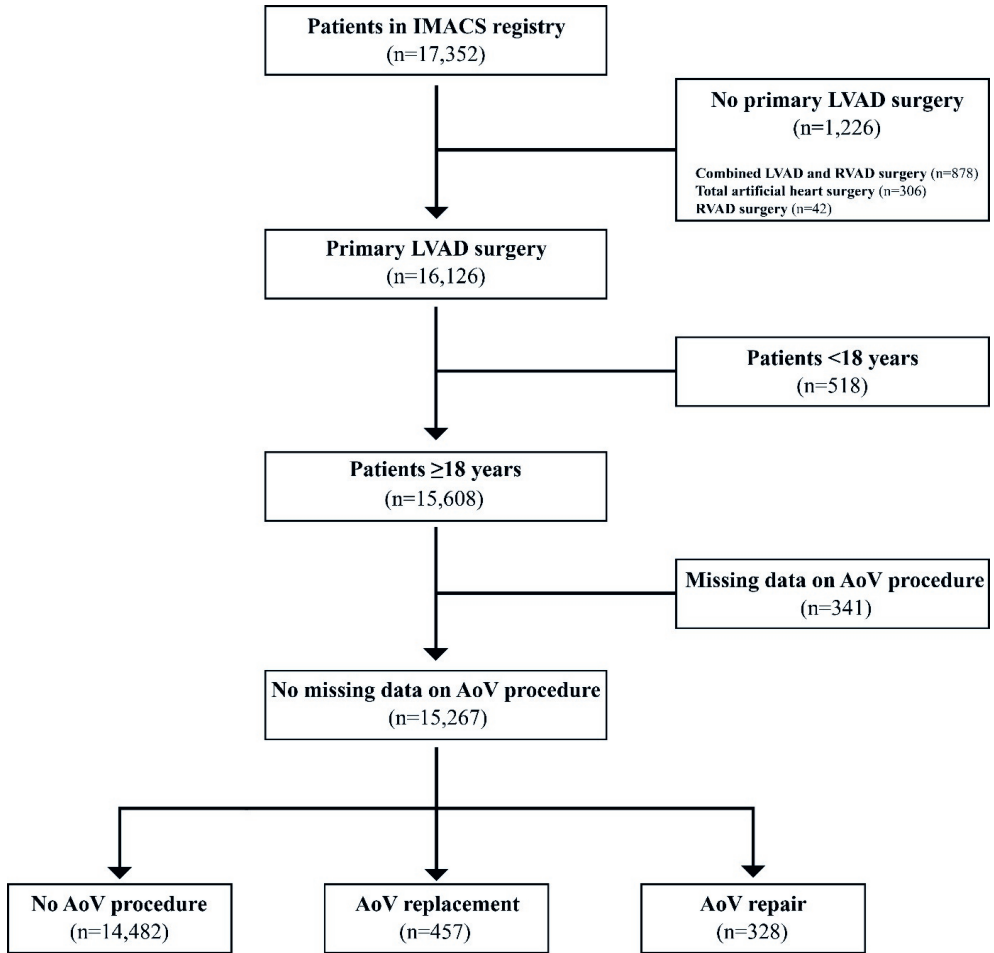 Patients in IMACS registry
(n=17,352)
No primary LVAD surgery
(n=1,226)
Combined LVAD and RVAD surgery (n=878)
Total artificial heart surgery (n=306)
RVAD surgery (n=42)
Primary LVAD surgery
(n=16,126)
Patients <18 years
(n=518)
Patients ≥18 years
(n=15,608)
Missing data on AoV procedure
(n=341)
No missing data on AoV procedure
(n=15,267)
No AoV procedure
(n=14,482)
AoV replacement
(n=457)
AoV repair
(n=328)